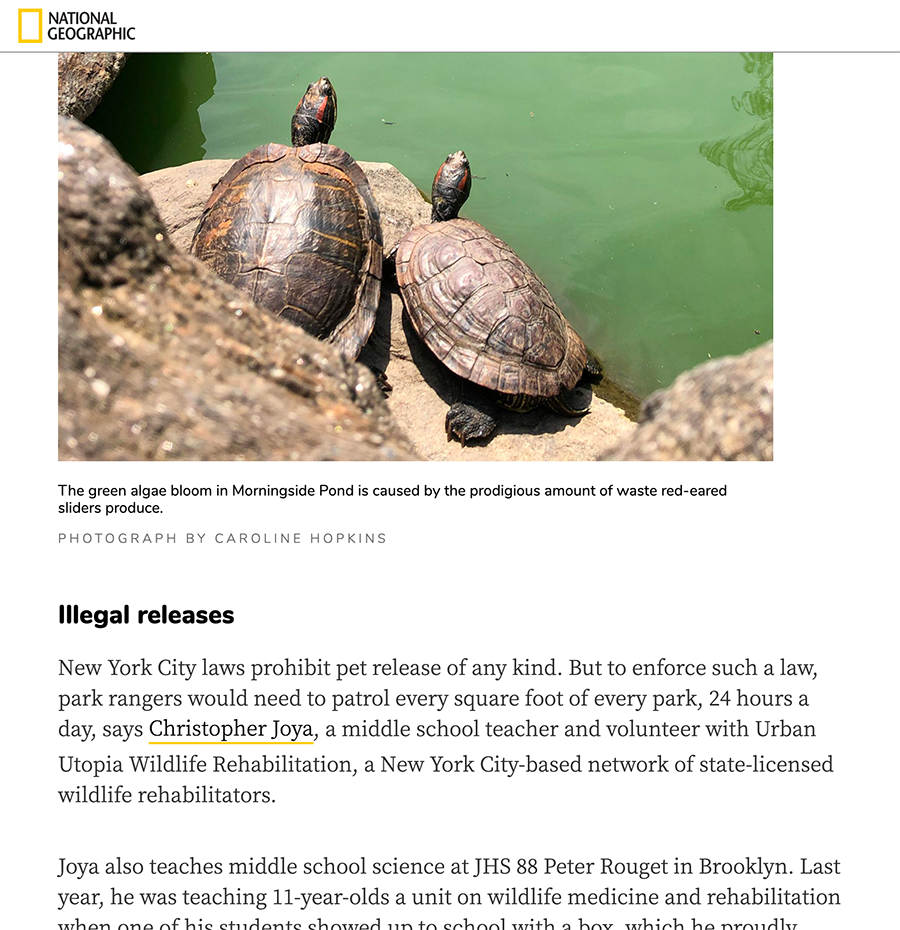 NATIONAL
GEOGRAPHIC
The green algae bloom in Morningside Pond is caused by the prodigious amount of waste red-eared
sliders produce.
PHOTOGRAPH BY CAROLINE HOPKINS
Illegal releases
New York City laws prohibit pet release of any kind. But to enforce such a law,
park rangers would need to patrol every square foot of every park, 24 hours a
day, says Christopher Joya, a middle school teacher and volunteer with Urban
Utopia Wildlife Rehabilitation, a New York City-based network of state-licensed
wildlife rehabilitators.
Joya also teaches middle school science at JHS 88 Peter Rouget in Brooklyn. Last
year, he was teaching 11-year-olds a unit on wildlife medicine and rehabilitation
when one of his students showed up to school with a box, which he proudly